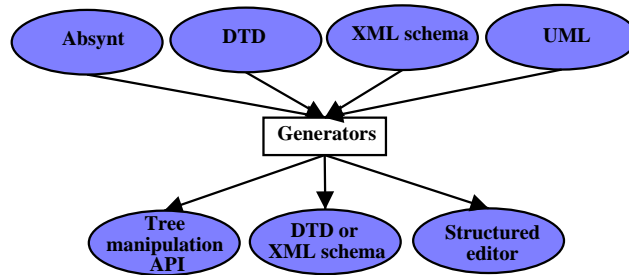 Absynt
DTD
XML schema
UML
Generators
Tree
manipulation
API
DTD or
XML schema
Structured
editor